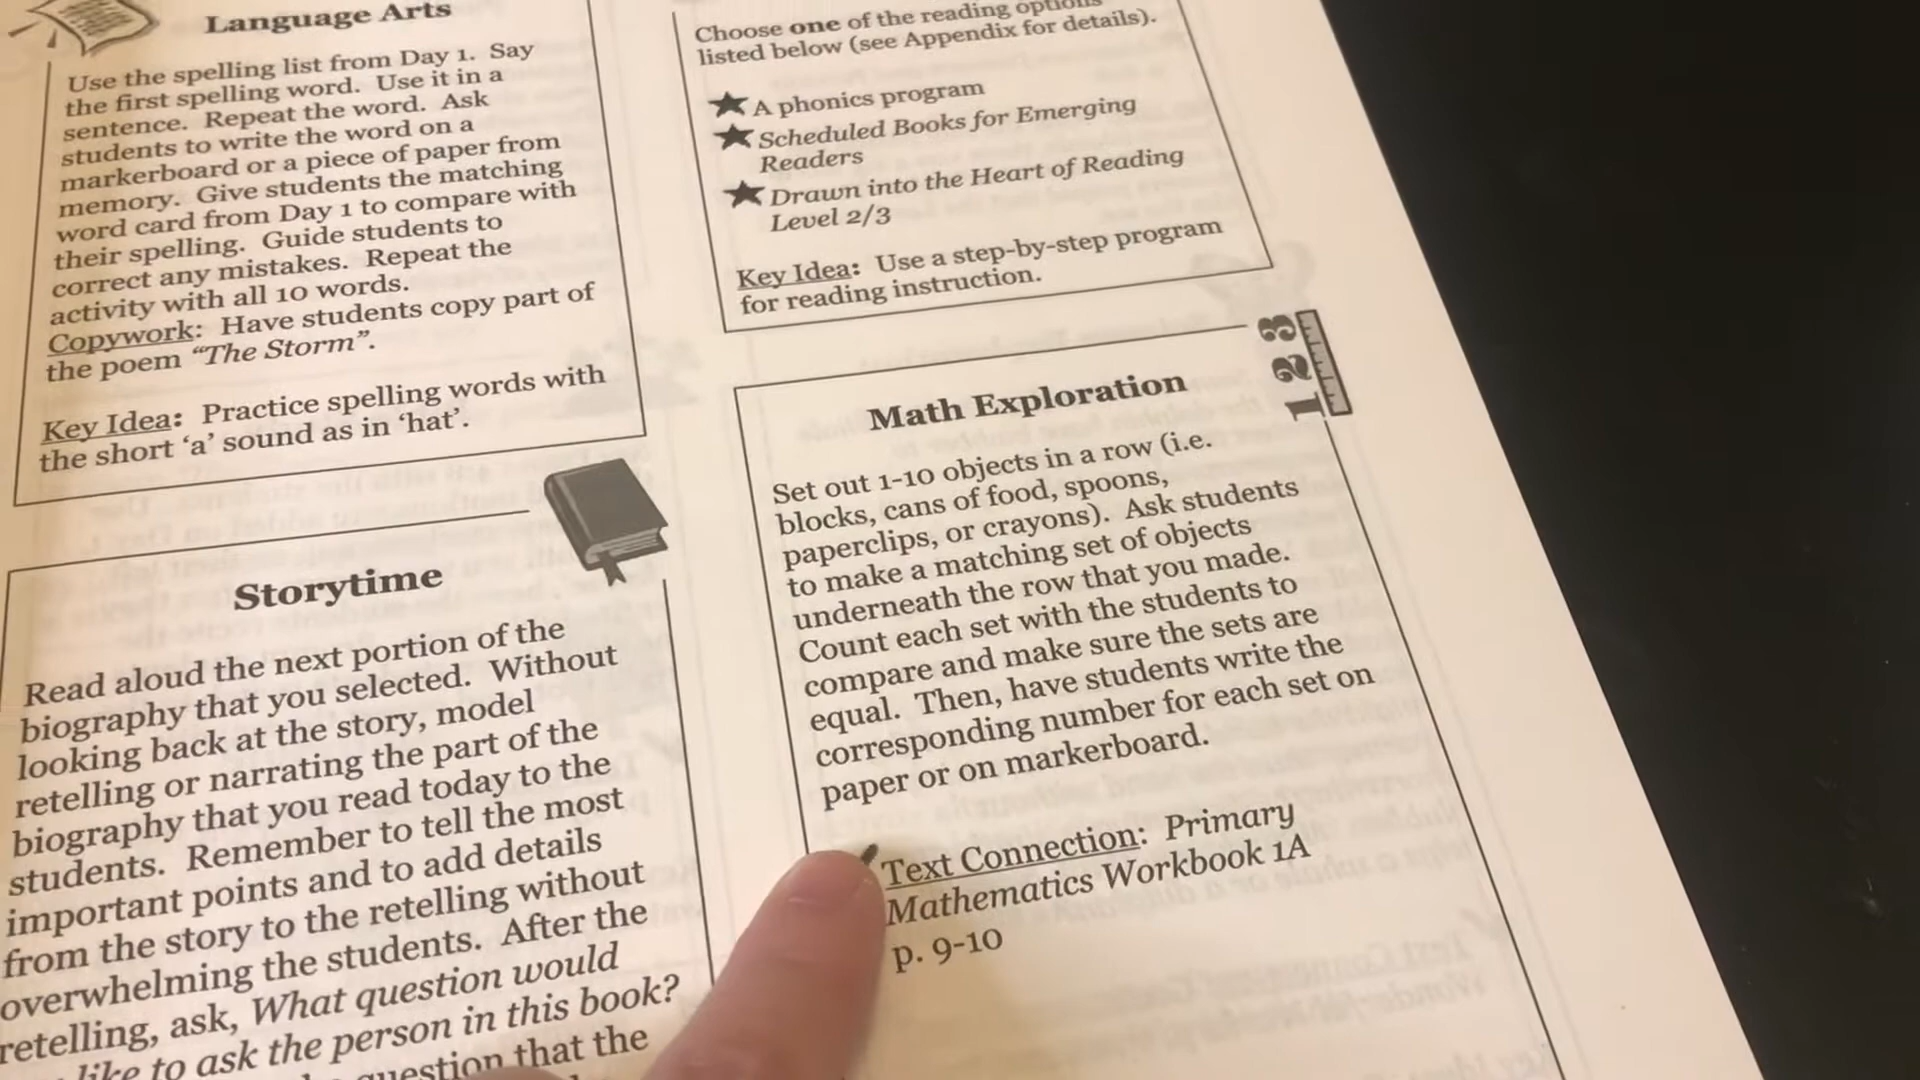 Language Arts
Use the spelling list from Day 1. Say
the first spelling word. Use it in a
sentence. Repeat the word. Ask
students to write the word on a
markerboard or a piece of paper from
memory. Give students the matching
word card from Day 1 to compare with
their spelling. Guide students to
correct any mistakes. Repeat the
activity with all 10 words.
Copywork: Have students copy part of
the poem “The Storm”.
Key Idea: Practice spelling words with
the short ‘a’ sound as in ‘hat’.
Storytime
Read aloud the next portion of the
biography that you selected. Without
looking back at the story, model
retelling or narrating the part of the
biography that you read today to the
students. Remember to tell the most
important points and to add details
from the story to the retelling without
overwhelming the students. After the
retelling, ask, What question would
like to ask the person in this book?
question that the
Choose one of the reading options
listed below (see Appendix for details).
A phonics program
Scheduled Books for Emerging
Readers
Drawn into the Heart of Reading
Level 2/3
Key Idea: Use a step-by-step program
for reading instruction.
1 2 3
Math Exploration
Set out 1-10 objects in a row (i.e.
blocks, cans of food, spoons,
paperclips, or crayons). Ask students
to make a matching set of objects
underneath the row that you made.
Count each set with the students to
compare and make sure the sets are
equal. Then, have students write the
corresponding number for each set on
paper or on markerboard.
Text Connection: Primary
Mathematics Workbook 1A
p. 9-10